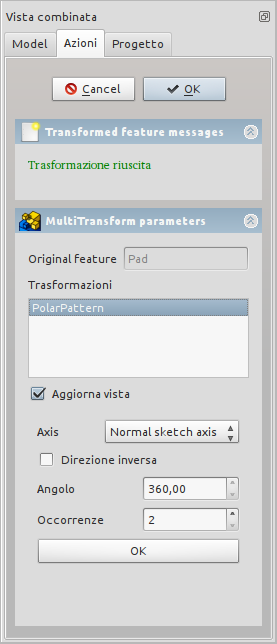 Vista combinata
Model
Azioni
Progetto
Cancel
OK
Transformed feature messages
Trasformazione riuscita
MultiTransform parameters
Original feature
Pad
Trasformazioni
PolarPattern
Aggiorna vista
Axis
Normal sketch axis
Direzione inversa
Angolo
360,00
Occorrenze
2
OK